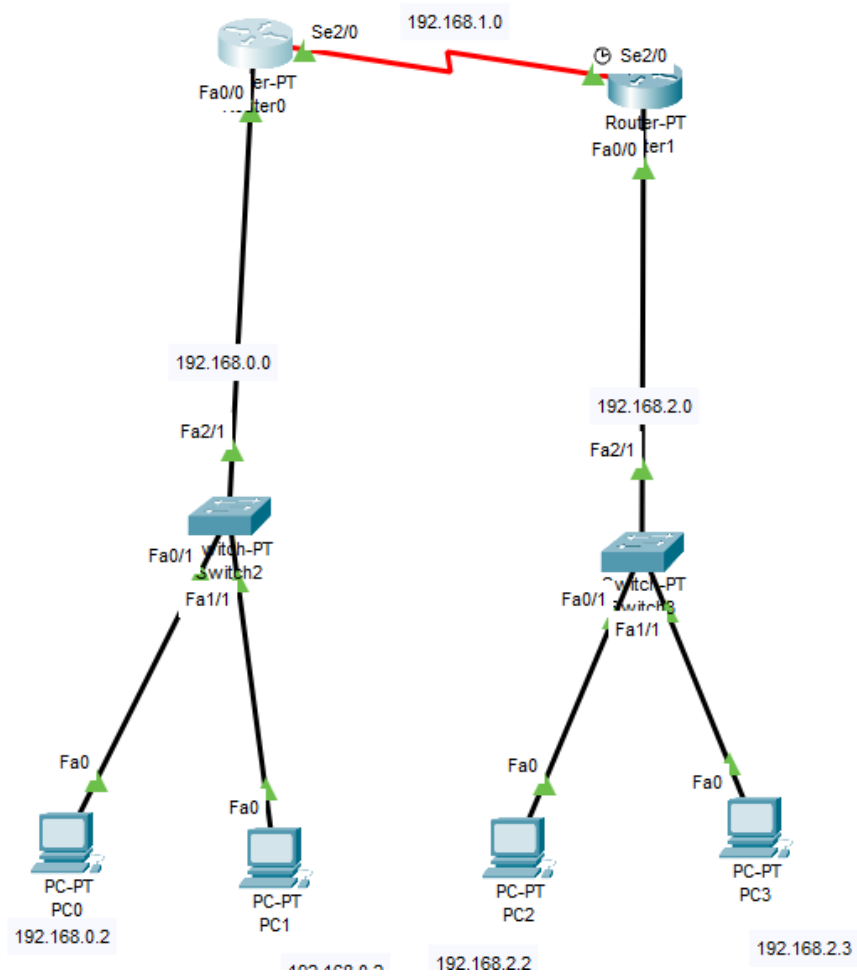 192.168.1.0
Se2/0
Se2/0
Fa0/0
Router-PT
Fa0/0
192.168.0.0
192.168.2.0
Fa2/1
Fa2/1
Fa0/1
Fa1/1
Fa0/1
Fa1/1
Fa0
Fa0
Fa0
Fa0
PC-PT
PC0
PC-PT
PC1
PC-PT
PC2
PC-PT
PC3
192.168.0.2
192.168.2.2
192.168.2.3